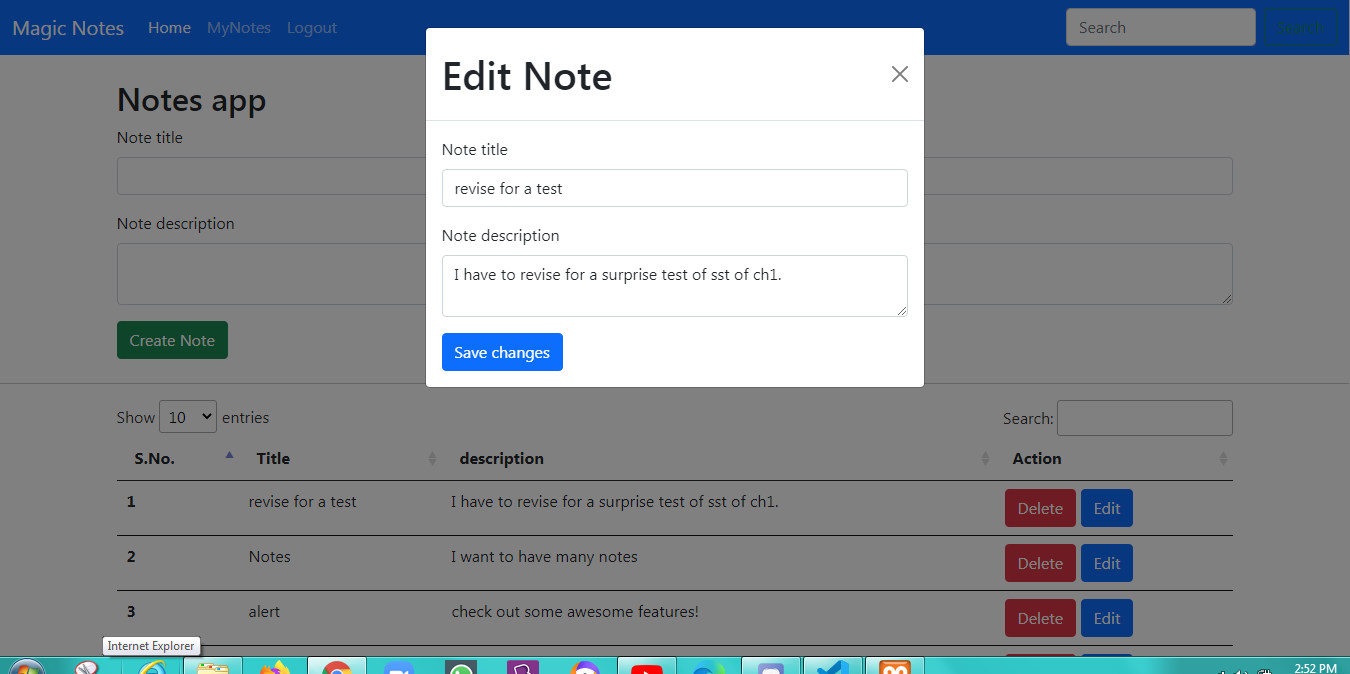 Magic Notes Home MyNotes Logout Search Search
Edit Note
Notes app
Note title
Note title
revise for a test
Note description
Note description
I have to revise for a surprise test of sst of ch1.
Create Note
Save changes
Show 10 entries Search:
S.No. Title description Action
1 revise for a test I have to revise for a surprise test of sst of ch1. Delete Edit
2 Notes I want to have many notes Delete Edit
3 alert check out some awesome features! Delete Edit
Internet Explorer
2:52 PM